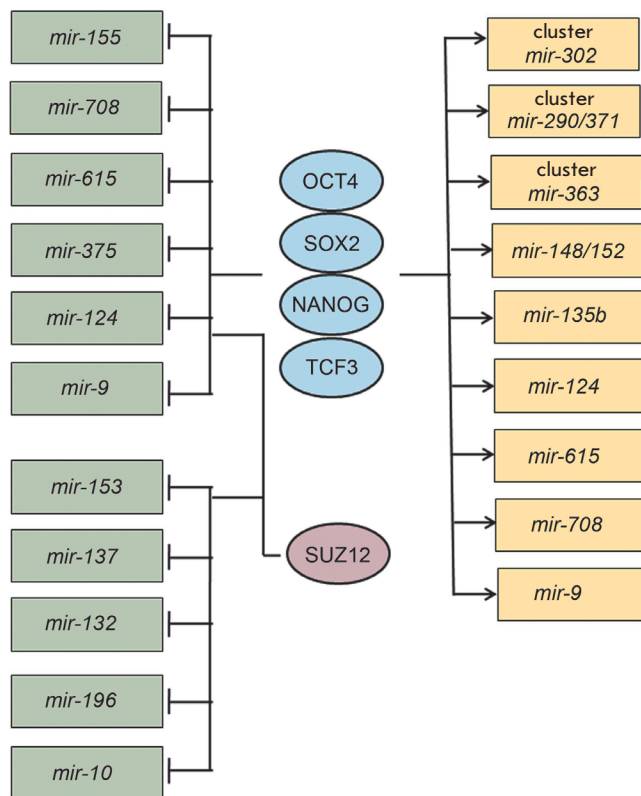 mir-155
mir-708
mir-615
mir-375
mir-124
mir-9
mir-153
mir-137
mir-132
mir-196
mir-10
OCT4
SOX2
NANOG
TCF3
SUZ12
cluster
mir-302
cluster
mir-290/371
cluster
mir-363
mir-148/152
mir-135b
mir-124
mir-615
mir-708
mir-9